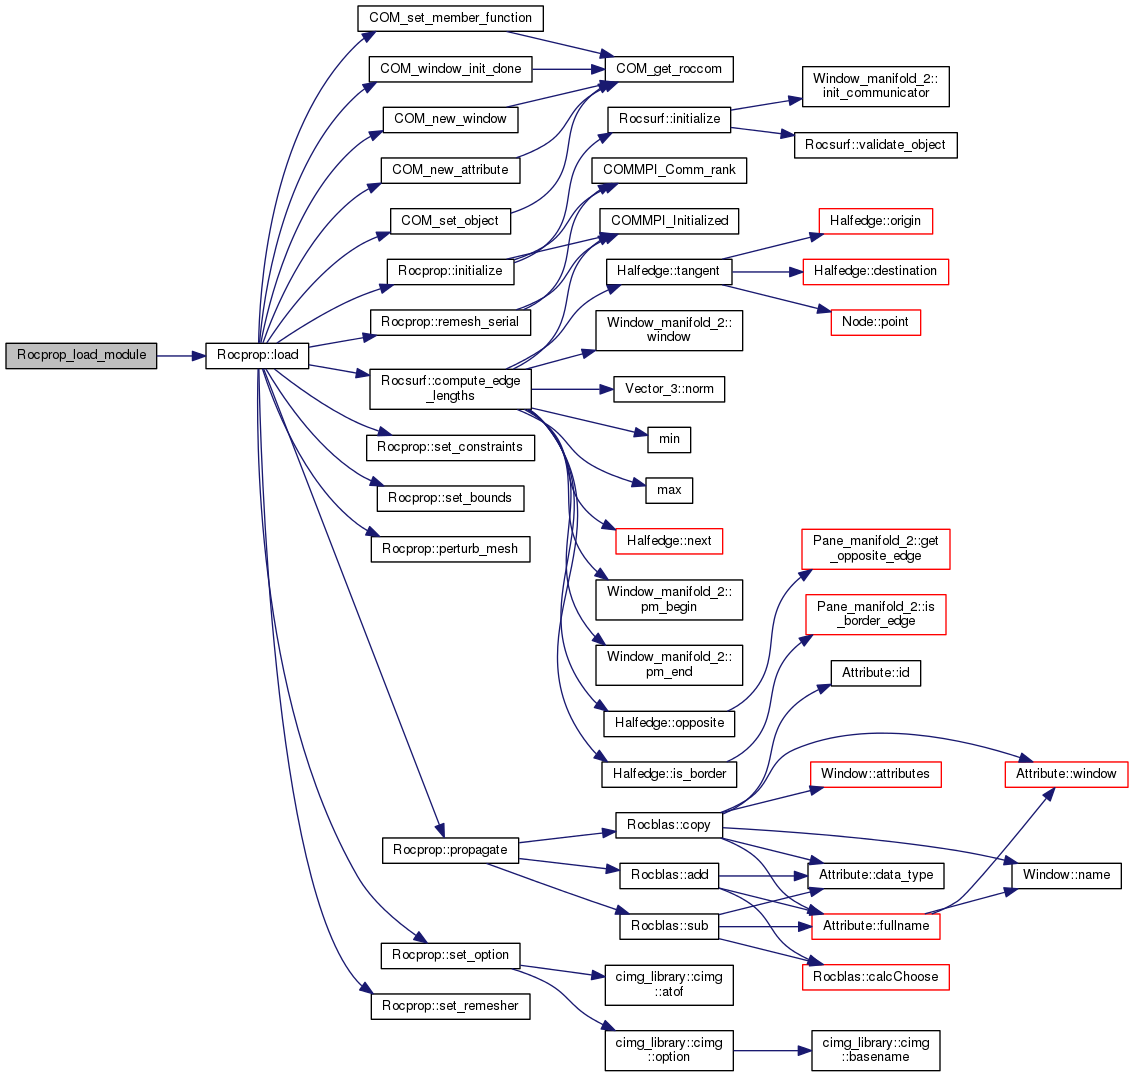 COM_set_member_function
COM_window_init_done
COM_get_roccom
Window_manifold_2::
init_communicator
COM_new_window
Rocsurf::initialize
Rocsurf::validate_object
COM_new_attribute
COMMPI_Comm_rank
COM_set_object
COMMPI_Initialized
Halfedge::origin
Rocprop::initialize
Halfedge::tangent
Halfedge::destination
Rocprop::remesh_serial
Window_manifold_2::
window
Node::point
Rocprop_load_module
Rocprop::load
Rocsurf::compute_edge
_lengths
Vector_3::norm
Rocprop::set_constraints
min
Rocprop::set_bounds
max
Rocprop::perturb_mesh
Halfedge::next
Pane_manifold_2::get
_opposite_edge
Window_manifold_2::
pm_begin
Pane_manifold_2::is
_border_edge
Window_manifold_2::
pm_end
Attribute::id
Halfedge::opposite
Halfedge::is_border
Window::attributes
Attribute::window
Rocprop::propagate
Rocblas::copy
Rocblas::add
Attribute::data_type
Window::name
Rocblas::sub
Attribute::fullname
Rocprop::set_option
cimg_library::cimg
::atof
Rocblas::calcChoose
Rocprop::set_remesher
cimg_library::cimg
::option
cimg_library::cimg
::basename